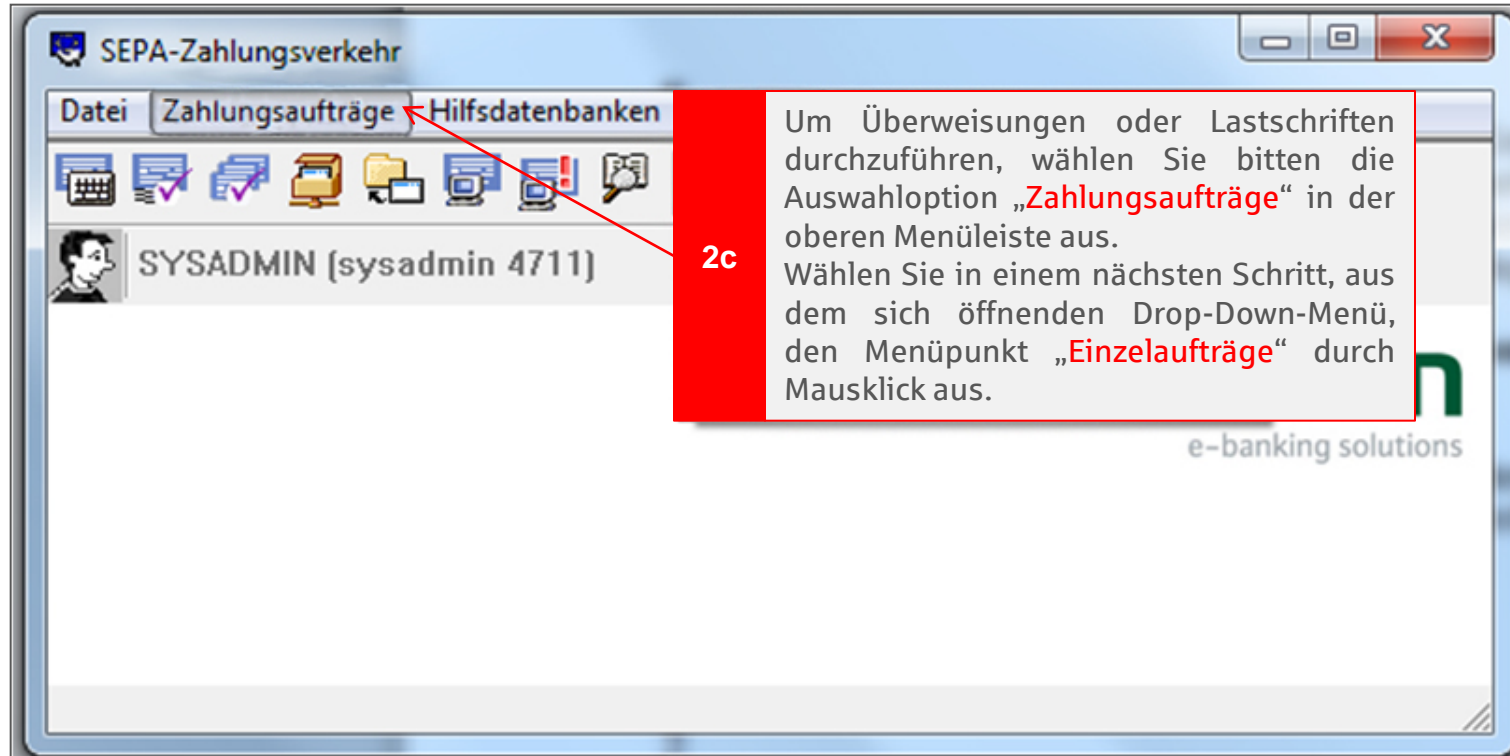 SEPA-Zahlungsverkehr
Datei Zahlungsaufträge Hilfsdatenbanken
SYSADMIN (sysadmin 4711)
2c
Um Überweisungen oder Lastschriften
durchzuführen, wählen Sie bitten die
Auswahloption „Zahlungsaufträge“ in der
oberen Menüleiste aus.
Wählen Sie in einem nächsten Schritt, aus
dem sich öffnenden Drop-Down-Menü,
den Menüpunkt „Einzelaufträge“ durch
Mausklick aus.
n
e-banking solutions